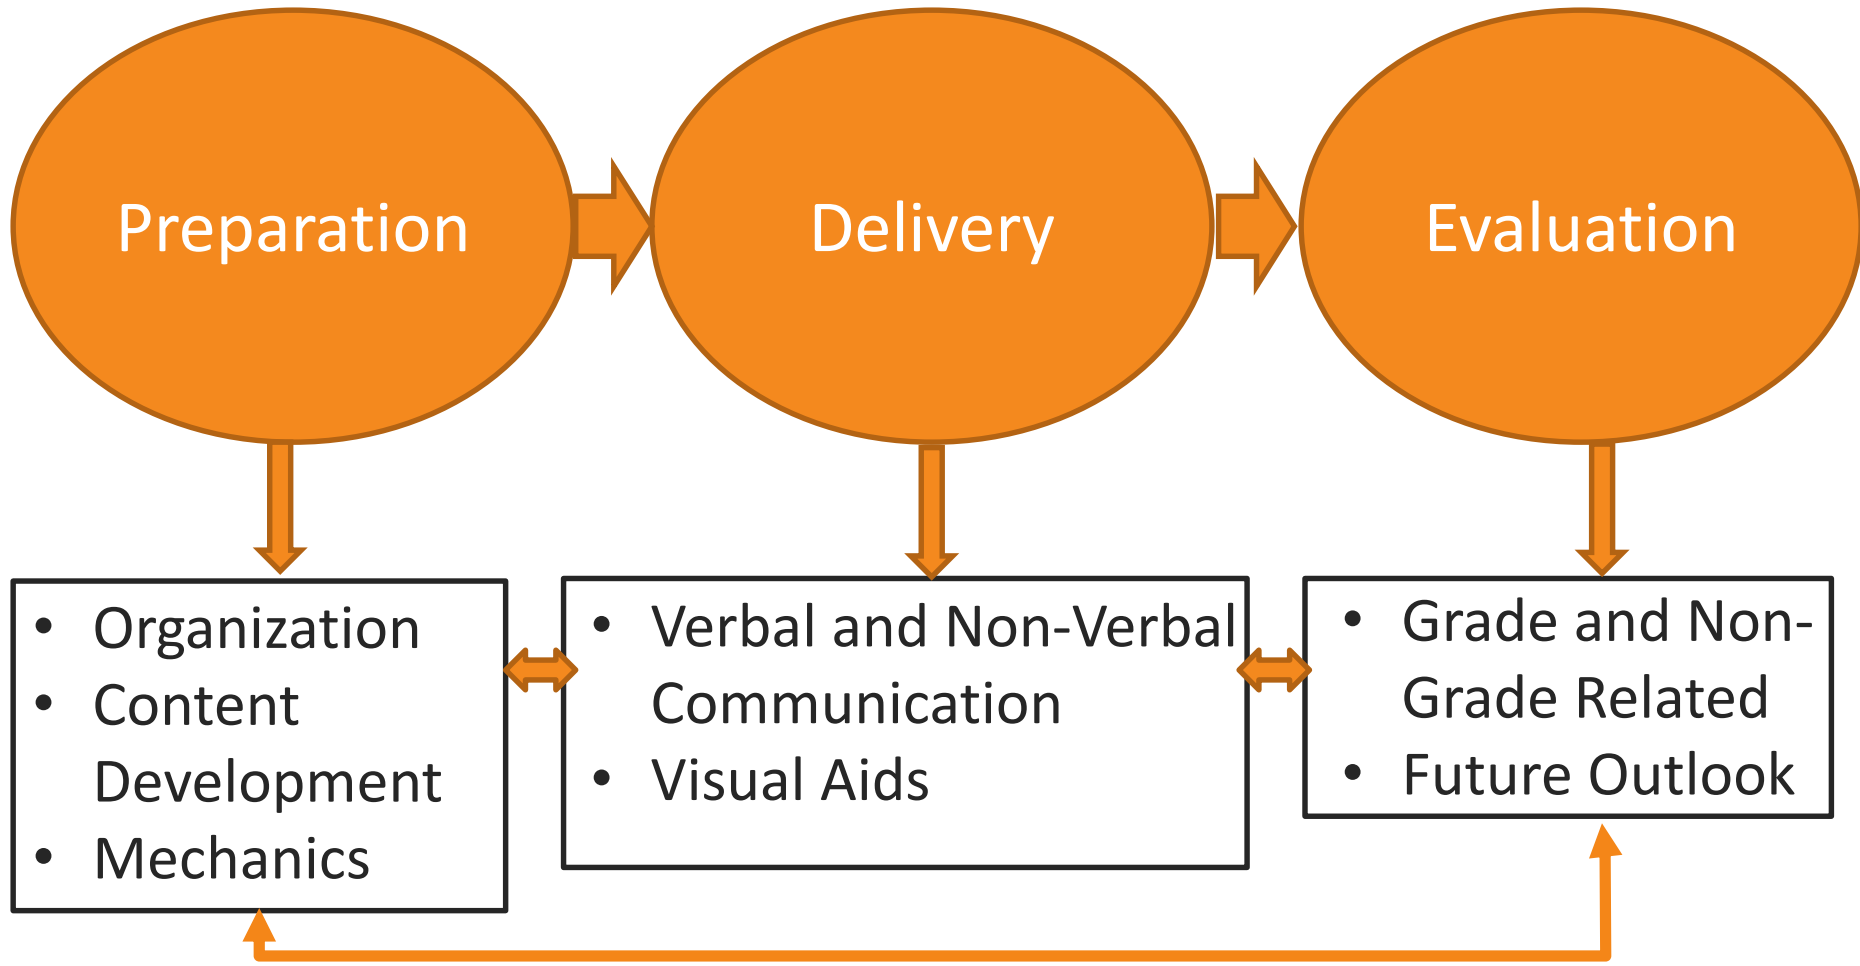 Preparation
Delivery
Evaluation
• Organization
• Content
Development
• Mechanics
• Verbal and Non-Verbal
Communication
• Visual Aids
• Grade and Non-
Grade Related
• Future Outlook